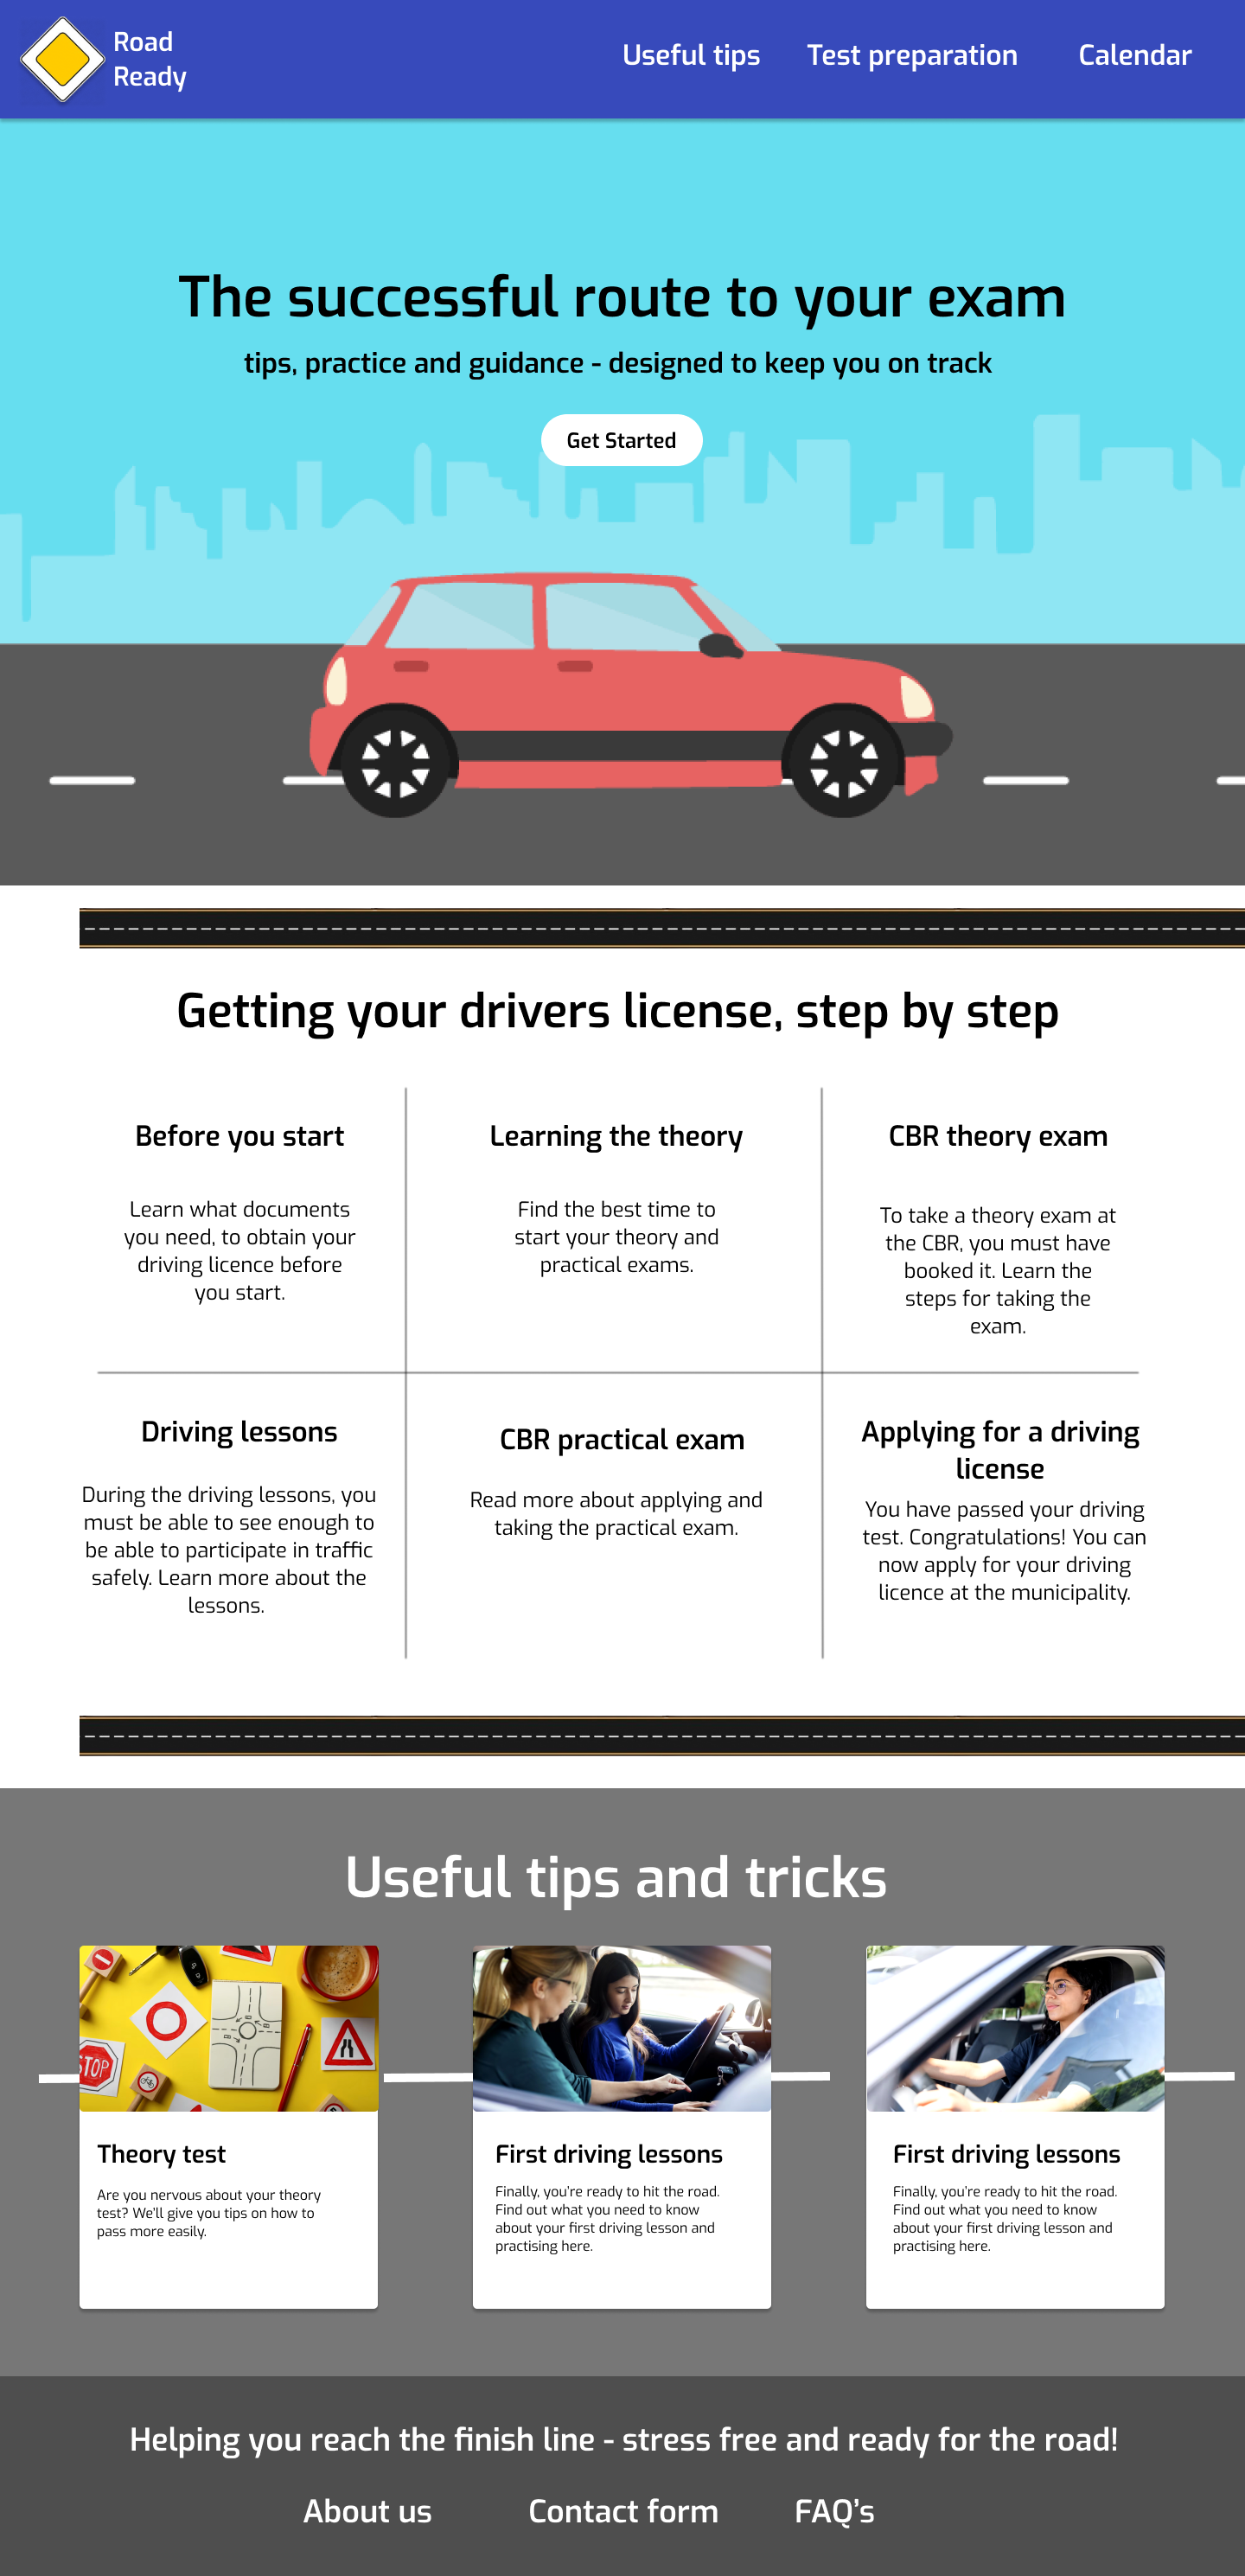 Road
Ready
Useful tips
Test preparation
Calendar
The successful route to your exam
tips, practice and guidance - designed to keep you on track
Get Started
Getting your drivers license, step by step
Before you start
Learn what documents
you need, to obtain your
driving licence before
you start.
Learning the theory
Find the best time to
start your theory and
practical exams.
CBR theory exam
To take a theory exam at
the CBR, you must have
booked it. Learn the
steps for taking the
exam.
Driving lessons
During the driving lessons, you
must be able to see enough to
be able to participate in traffic
safely. Learn more about the
lessons.
CBR practical exam
Read more about applying and
taking the practical exam.
Applying for a driving
license
You have passed your driving
test. Congratulations! You can
now apply for your driving
licence at the municipality.
Useful tips and tricks
STOP
Theory test
Are you nervous about your theory
test? We'll give you tips on how to
pass more easily.
First driving lessons
Finally, you're ready to hit the road.
Find out what you need to know
about your first driving lesson and
practising here.
First driving lessons
Finally, you're ready to hit the road.
Find out what you need to know
about your first driving lesson and
practising here.
Helping you reach the finish line - stress free and ready for the road!
About us
Contact form
FAQ's